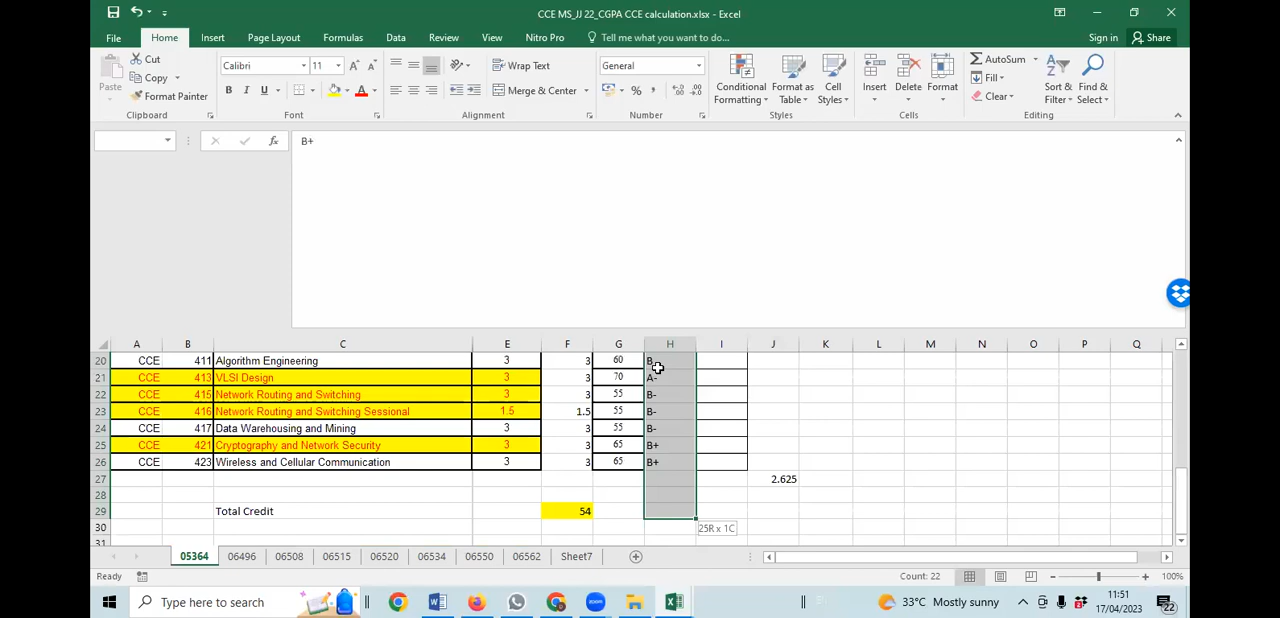 CCE MS_JJ 22_CGPA CCE calculation.xlsx - Excel
File Home Insert Page Layout Formulas Data Review View Nitro Pro Tell me what you want to do... Sign in Share
Paste Cut Copy Format Painter
Calibri 11 A A B I U A
Wrap Text Merge & Center
General % ,
Conditional Formatting Format as Table Cell Styles
Insert Delete Format
AutoSum Fill Clear Sort & Filter Find & Select
Clipboard Font Alignment Number Styles Cells Editing
fx B+
A B C E F G H I J K L M N O P Q
20 CCE 411 Algorithm Engineering 3 3 60 B
21 CCE 413 VLSI Design 3 3 70 A-
22 CCE 415 Network Routing and Switching 3 3 55 B-
23 CCE 416 Network Routing and Switching Sessional 1.5 1.5 55 B-
24 CCE 417 Data Warehousing and Mining 3 3 55 B-
25 CCE 421 Cryptography and Network Security 3 3 65 B+
26 CCE 423 Wireless and Cellular Communication 3 3 65 B+
27 2.625
28
29 Total Credit 54
30 25R x 1C
31
05364 06496 06508 06515 06520 06534 06550 06562 Sheet7
Ready Count: 22 100%
Type here to search 33°C Mostly sunny 11:51
17/04/2023 22